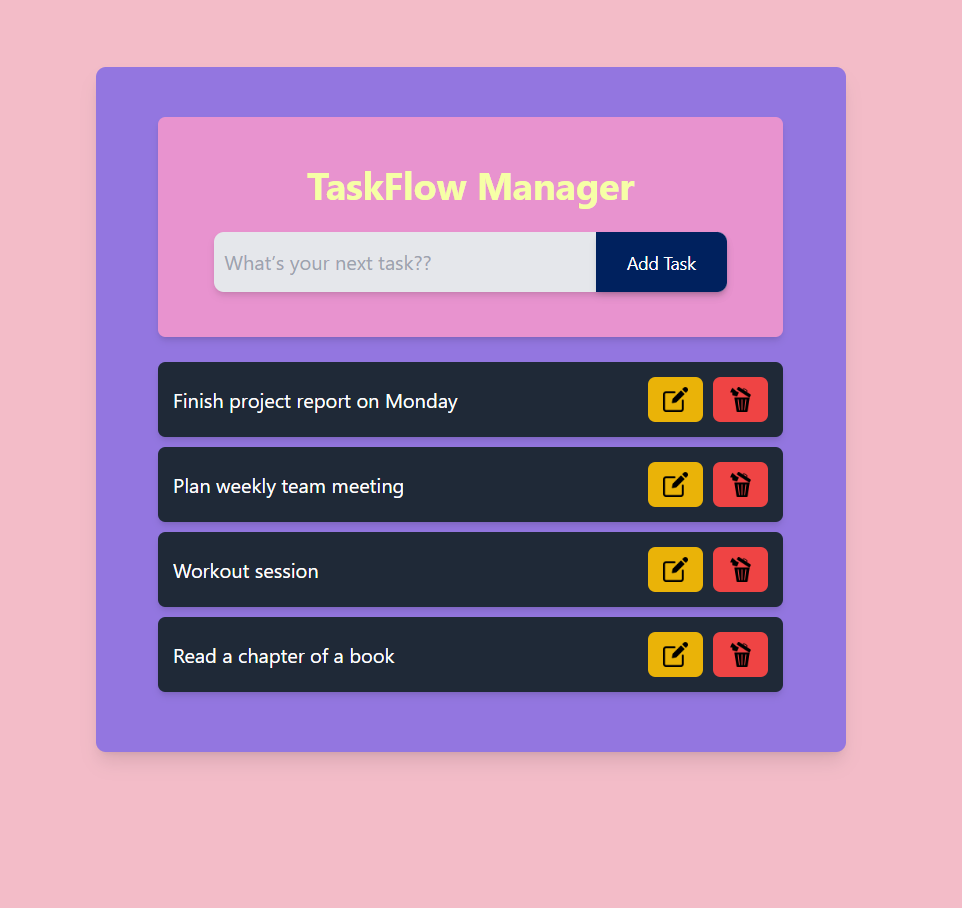 TaskFlow Manager
What's your next task??
Add Task
Finish project report on Monday
Plan weekly team meeting
Workout session
Read a chapter of a book